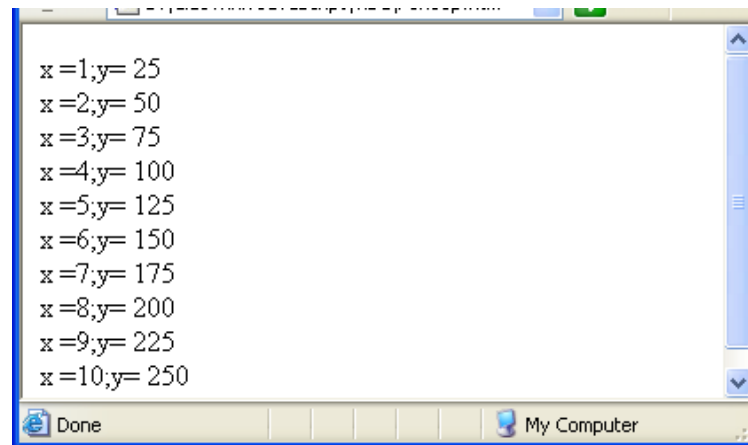 x =1;y= 25
x =2;y= 50
x =3;y= 75
x =4;y= 100
x =5;y= 125
x =6;y= 150
x =7;y= 175
x =8;y= 200
x =9;y= 225
x =10;y= 250
Done My Computer